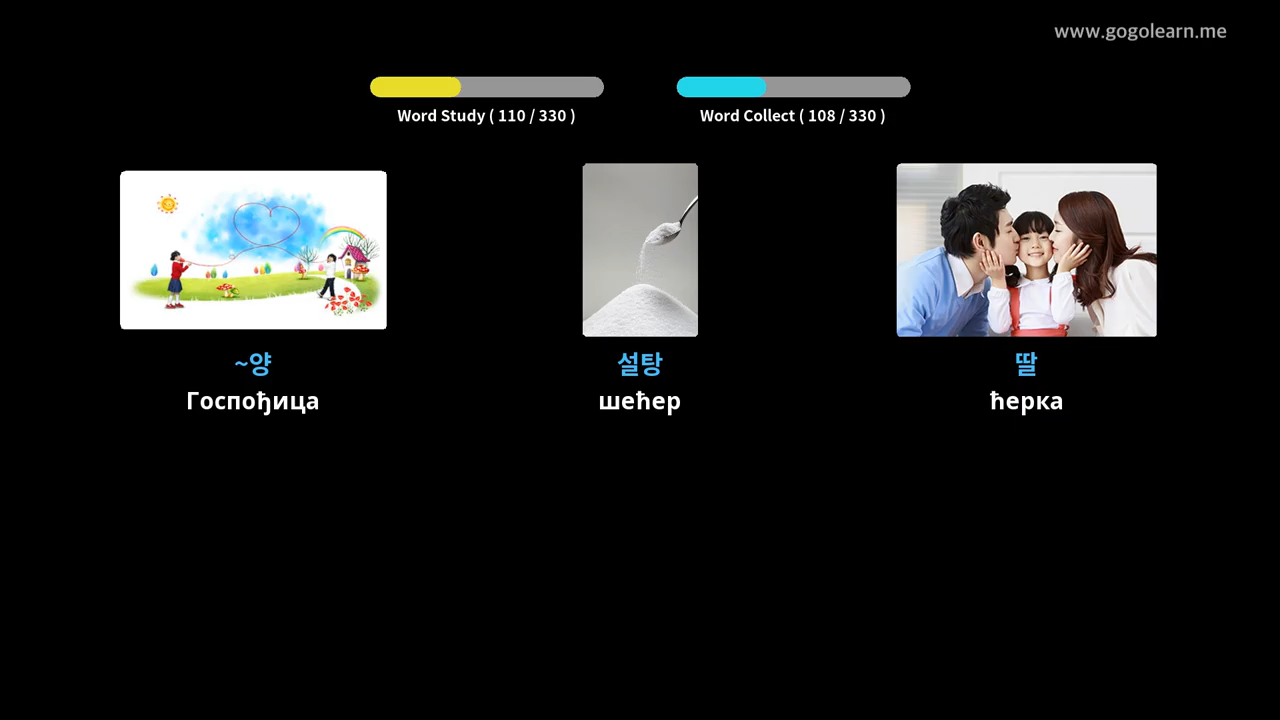 www.gogolearn.me
Word Study ( 110 / 330 )
Word Collect ( 108 / 330 )
~양
Госпођица
설탕
шећер
딸
ћерка